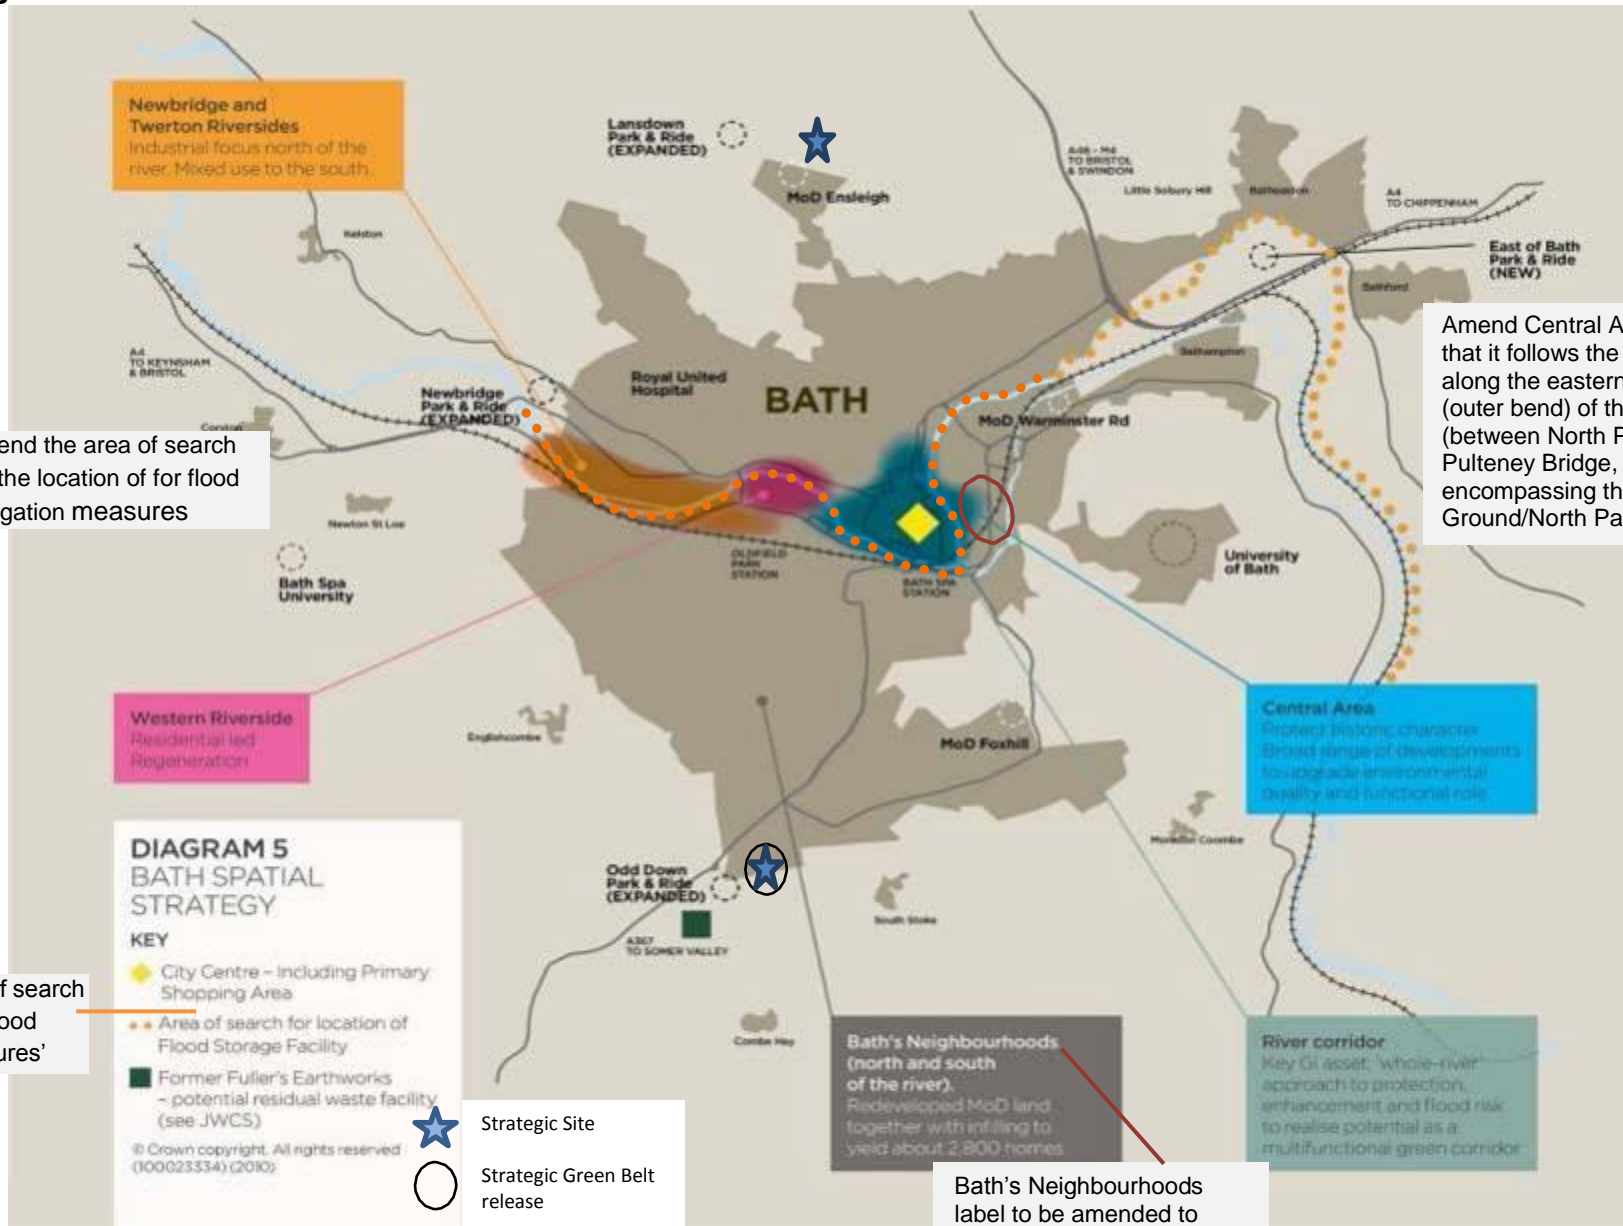 Newbridge and
Twerton Riversides
Industrial focus north of the
river. Mixed use to the south.
Lansdown
Park & Ride
(EXPANDED)
MoD Ensleigh
A46 - M4
TO BRISTOL
& SWINDON
Little Solsbury Hill
Batheaston
A4
TO CHIPPENHAM
Kelston
East of Bath
Park & Ride
(NEW)
Bathford
A4
TO KEYNSHAM
& BRISTOL
Newbridge
Park & Ride
(EXPANDED)
Royal United
Hospital
BATH
Bathampton
MoD Warminster Rd
Amend Central A
that it follows the
along the eastern
(outer bend) of th
(between North P
Pulteney Bridge,
encompassing th
Ground/North Pa
Corston
end the area of search
the location of for flood
gation measures
Newton St Loe
Bath Spa
University
OLDFIELD
PARK
STATION
BATH SPA
STATION
University
of Bath
Western Riverside
Residential led
Regeneration
Englishcombe
MoD Foxhill
Central Area
Protect historic character
Broad range of developments
to upgrade environmental
quality and functional role
Monkton Coombe
DIAGRAM 5
BATH SPATIAL
STRATEGY
KEY
City Centre – Including Primary
Shopping Area
Area of search for location of
Flood Storage Facility
Former Fuller's Earthworks
– potential residual waste facility
(see JWCS)
© Crown copyright. All rights reserved
(100023334) (2010)
f search
ood
ures’
Strategic Site
Strategic Green Belt
release
Odd Down
Park & Ride
(EXPANDED)
A367
TO SOMER VALLEY
South Stoke
Combe Hay
Bath's Neighbourhoods
(north and south
of the river).
Redeveloped MoD land
together with infilling to
yield about 2,800 homes
River corridor
Key GI asset, 'whole-river'
approach to protection,
enhancement and flood risk
to realise potential as a
multifunctional green corridor
Bath’s Neighbourhoods
label to be amended to